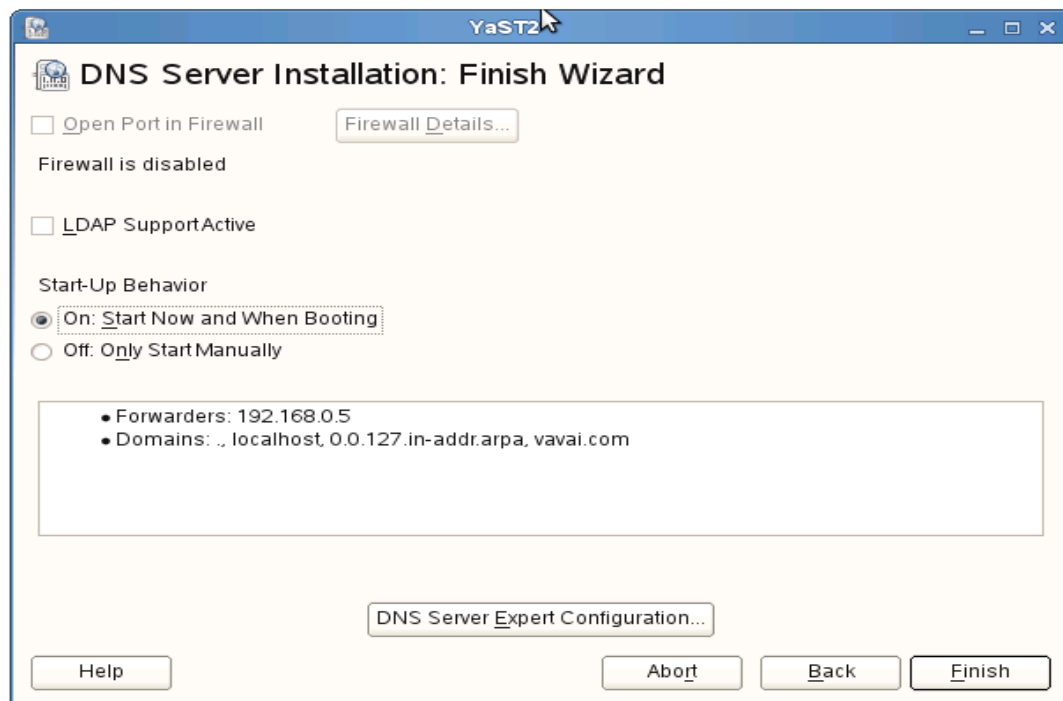 YaST2
DNS Server Installation: Finish Wizard
Open Port in Firewall
Firewall Details...
Firewall is disabled
LDAP Support Active
Start-Up Behavior
On: Start Now and When Booting
Off: Only Start Manually
• Forwarders: 192.168.0.5
• Domains: ., localhost, 0.0.127.in-addr.arpa, vavai.com
DNS Server Expert Configuration...
Help
Abort
Back
Finish